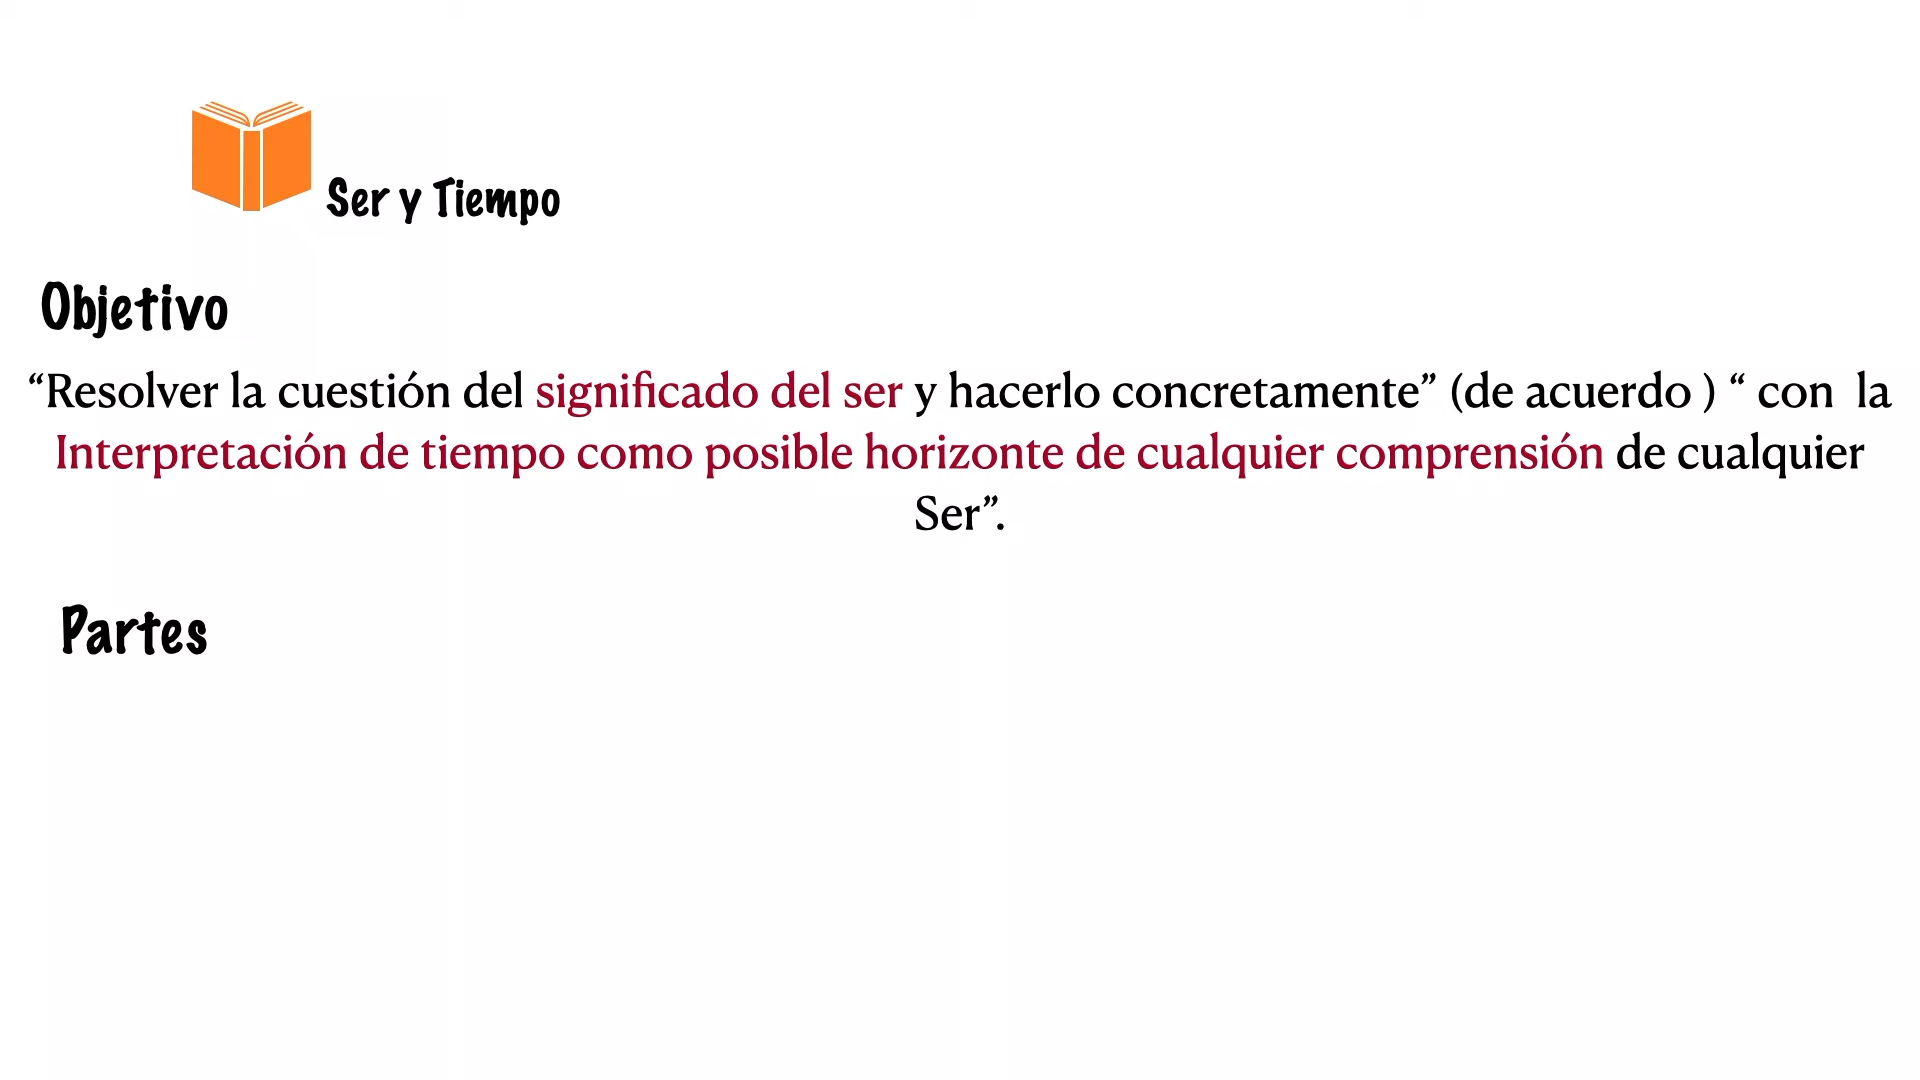 Ser y Tiempo
Objetivo
“Resolver la cuestión del significado del ser y hacerlo concretamente” (de acuerdo ) “ con  la
Interpretación de tiempo como posible horizonte de cualquier comprensión de cualquier
Ser”.
Partes